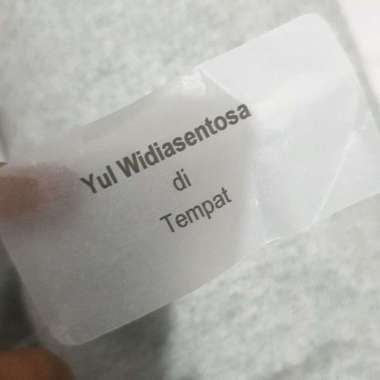 Yul Widiasentosa
di
Tempat